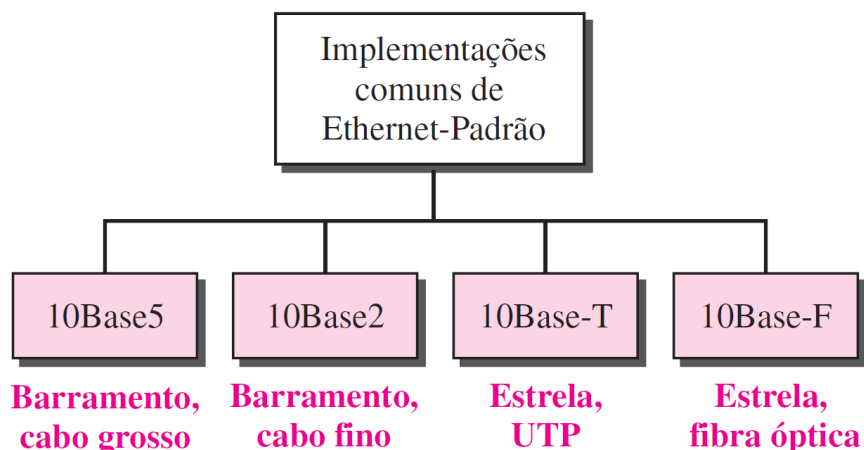 Implementações
comuns de
Ethernet-Padrão
10Base5
10Base2
10Base-T
10Base-F
Barramento,
cabo grosso
Barramento,
cabo fino
Estrela,
UTP
Estrela,
fibra óptica